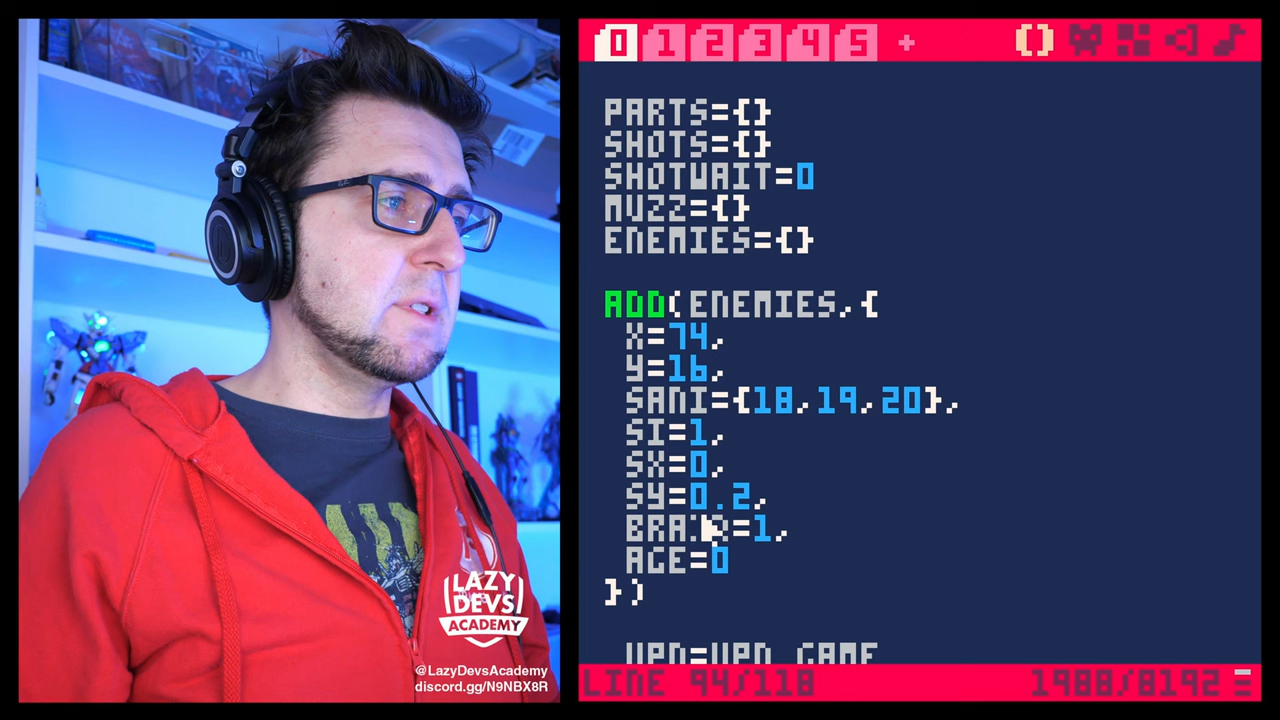 0 1 2 3 4 5 + ()
PARTS={}
SHOTS={}
SHOTWAIT=0
MUZZ={}
ENEMIES={}
ADD(ENEMIES,{
X=74,
Y=16,
SANI={18,19,20},
SI=1,
SX=0,
SY=0.2,
=1,
AGE=0
})
UPD=UPD_GAME
LINE 94/118
1988/8192
LAZY
DEVS
ACADEMY
@LazyDevsAcademy
discord.gg/N9NBX8R